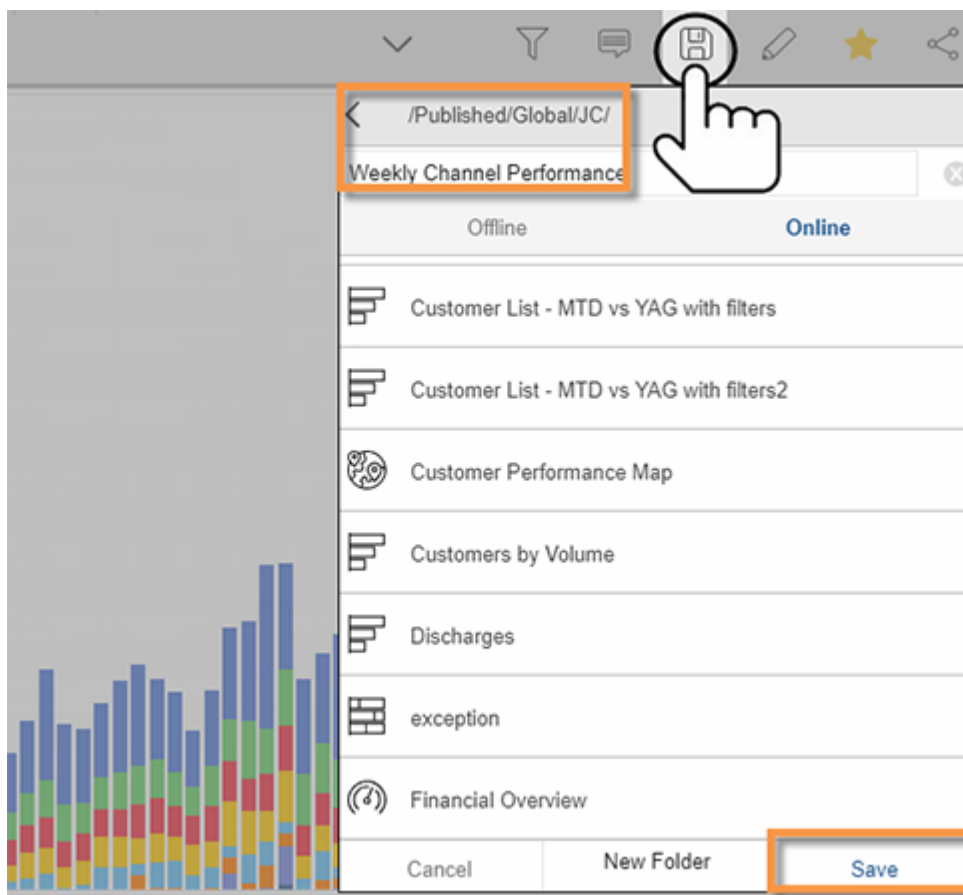 /Published/Global/JC/
Weekly Channel Performance
Offline Online
Customer List - MTD vs YAG with filters
Customer List - MTD vs YAG with filters2
Customer Performance Map
Customers by Volume
Discharges
exception
Financial Overview
Cancel New Folder Save